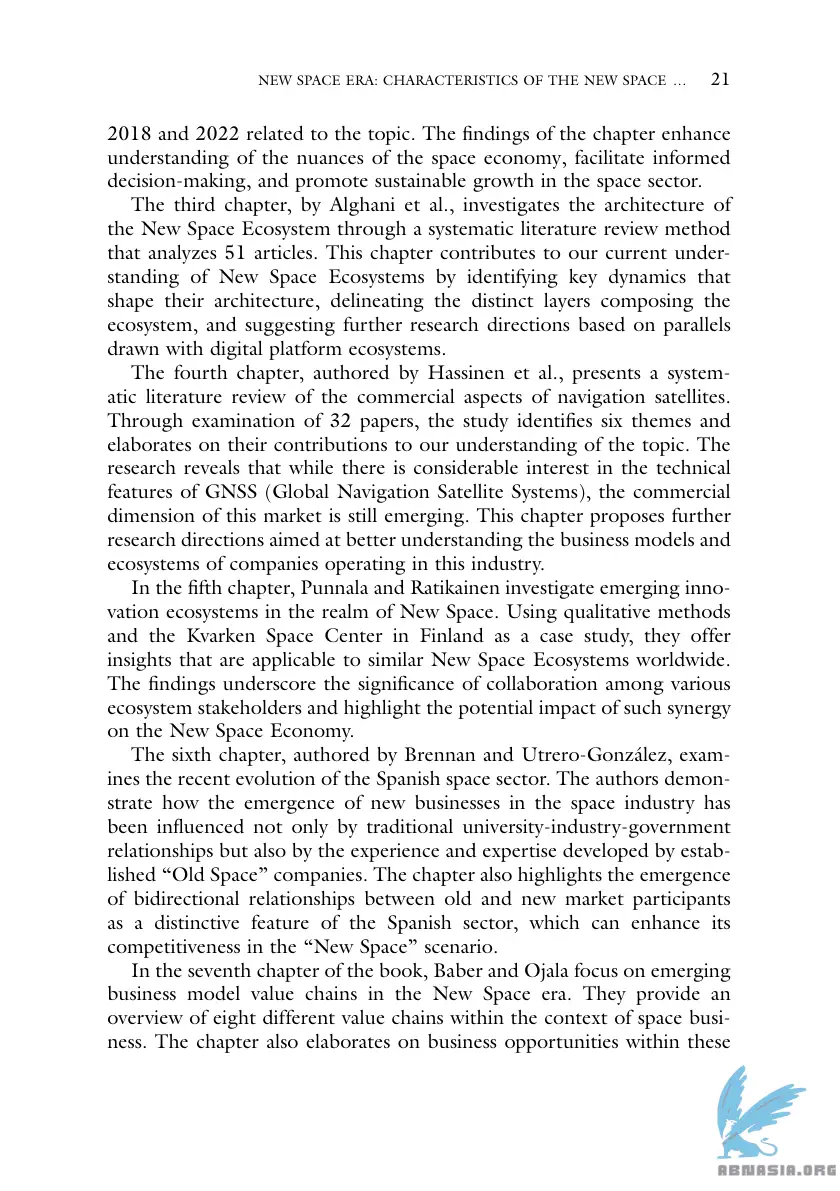 NEW SPACE ERA: CHARACTERISTICS OF THE NEW SPACE … 21
2018 and 2022 related to the topic. The findings of the chapter enhance
understanding of the nuances of the space economy, facilitate informed
decision-making, and promote sustainable growth in the space sector.
The third chapter, by Alghani et al., investigates the architecture of
the New Space Ecosystem through a systematic literature review method
that analyzes 51 articles. This chapter contributes to our current under-
standing of New Space Ecosystems by identifying key dynamics that
shape their architecture, delineating the distinct layers composing the
ecosystem, and suggesting further research directions based on parallels
drawn with digital platform ecosystems.
The fourth chapter, authored by Hassinen et al., presents a system-
atic literature review of the commercial aspects of navigation satellites.
Through examination of 32 papers, the study identifies six themes and
elaborates on their contributions to our understanding of the topic. The
research reveals that while there is considerable interest in the technical
features of GNSS (Global Navigation Satellite Systems), the commercial
dimension of this market is still emerging. This chapter proposes further
research directions aimed at better understanding the business models and
ecosystems of companies operating in this industry.
In the fifth chapter, Punnala and Ratikainen investigate emerging inno-
vation ecosystems in the realm of New Space. Using qualitative methods
and the Kvarken Space Center in Finland as a case study, they offer
insights that are applicable to similar New Space Ecosystems worldwide.
The findings underscore the significance of collaboration among various
ecosystem stakeholders and highlight the potential impact of such synergy
on the New Space Economy.
The sixth chapter, authored by Brennan and Utrero-González, exam-
ines the recent evolution of the Spanish space sector. The authors demon-
strate how the emergence of new businesses in the space industry has
been influenced not only by traditional university-industry-government
relationships but also by the experience and expertise developed by estab-
lished “Old Space” companies. The chapter also highlights the emergence
of bidirectional relationships between old and new market participants
as a distinctive feature of the Spanish sector, which can enhance its
competitiveness in the “New Space” scenario.
In the seventh chapter of the book, Baber and Ojala focus on emerging
business model value chains in the New Space era. They provide an
overview of eight different value chains within the context of space busi-
ness. The chapter also elaborates on business opportunities within these
ABNASIA.ORG